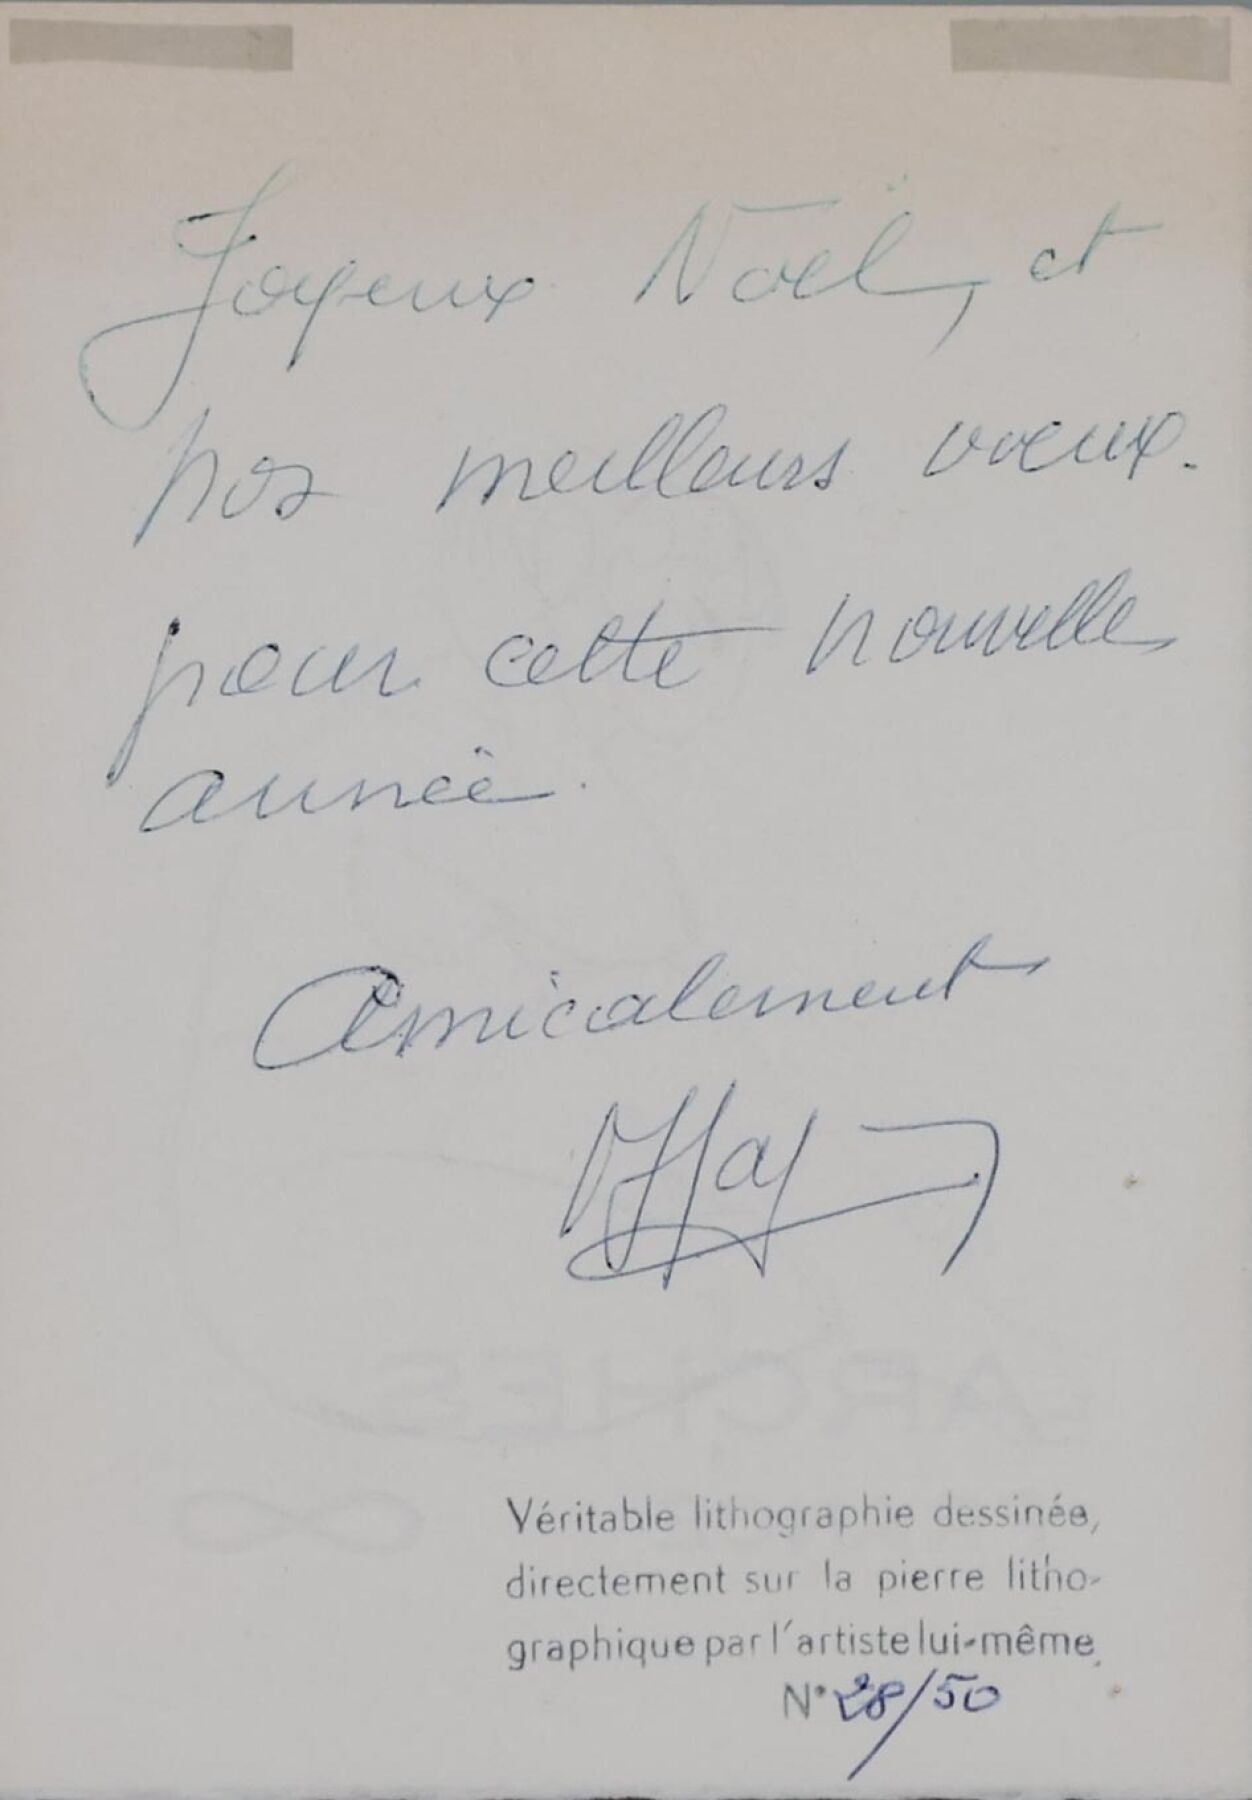 Joyeux Noël, et
nos meilleurs voeux.
pour cette nouvelle
année.
Amicalement
ARCHES
Véritable lithographie dessinée,
directement sur la pierre litho-
graphique par l'artiste lui-même.
N° 28/50